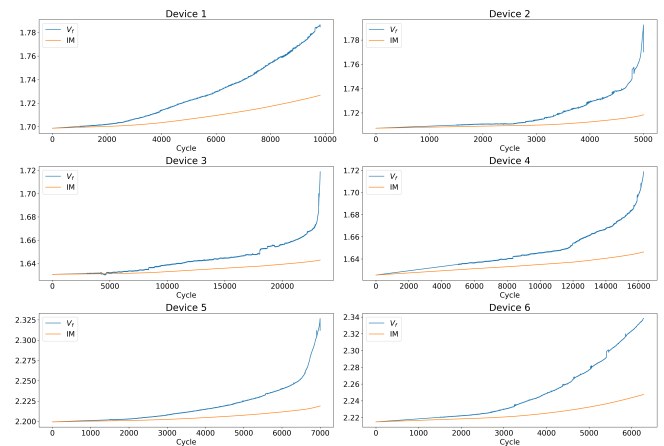 Device 1
1.78
1.76
1.74
1.72
1.70
Vf
IM
0 2000 4000 6000 8000 10000
Cycle
Device 2
1.78
1.76
1.74
1.72
Vf
IM
0 1000 2000 3000 4000 5000
Cycle
Device 3
1.72
1.70
1.68
1.66
1.64
Vf
IM
0 5000 10000 15000 20000
Cycle
Device 4
1.72
1.70
1.68
1.66
1.64
Vf
IM
0 2000 4000 6000 8000 10000 12000 14000 16000
Cycle
Device 5
2.325
2.300
2.275
2.250
2.225
2.200
Vf
IM
0 1000 2000 3000 4000 5000 6000 7000
Cycle
Device 6
2.34
2.32
2.30
2.28
2.26
2.24
2.22
Vf
IM
0 1000 2000 3000 4000 5000 6000
Cycle